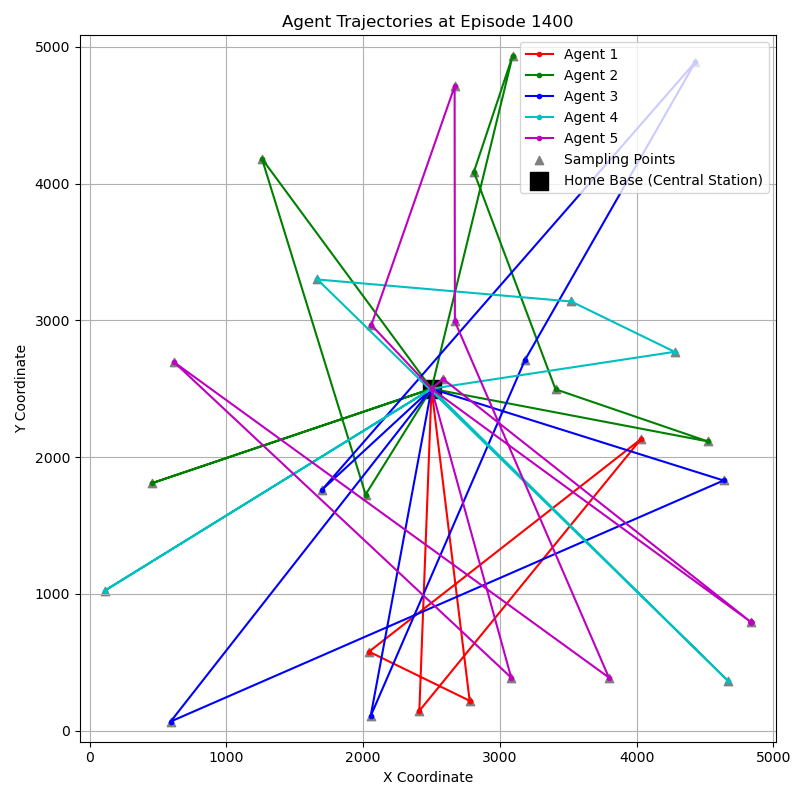 Agent Trajectories at Episode 1400
Agent 1
Agent 2
Agent 3
Agent 4
Agent 5
Sampling Points
Home Base (Central Station)
Y Coordinate
5000
4000
3000
2000
1000
0
0 1000 2000 3000 4000 5000
X Coordinate